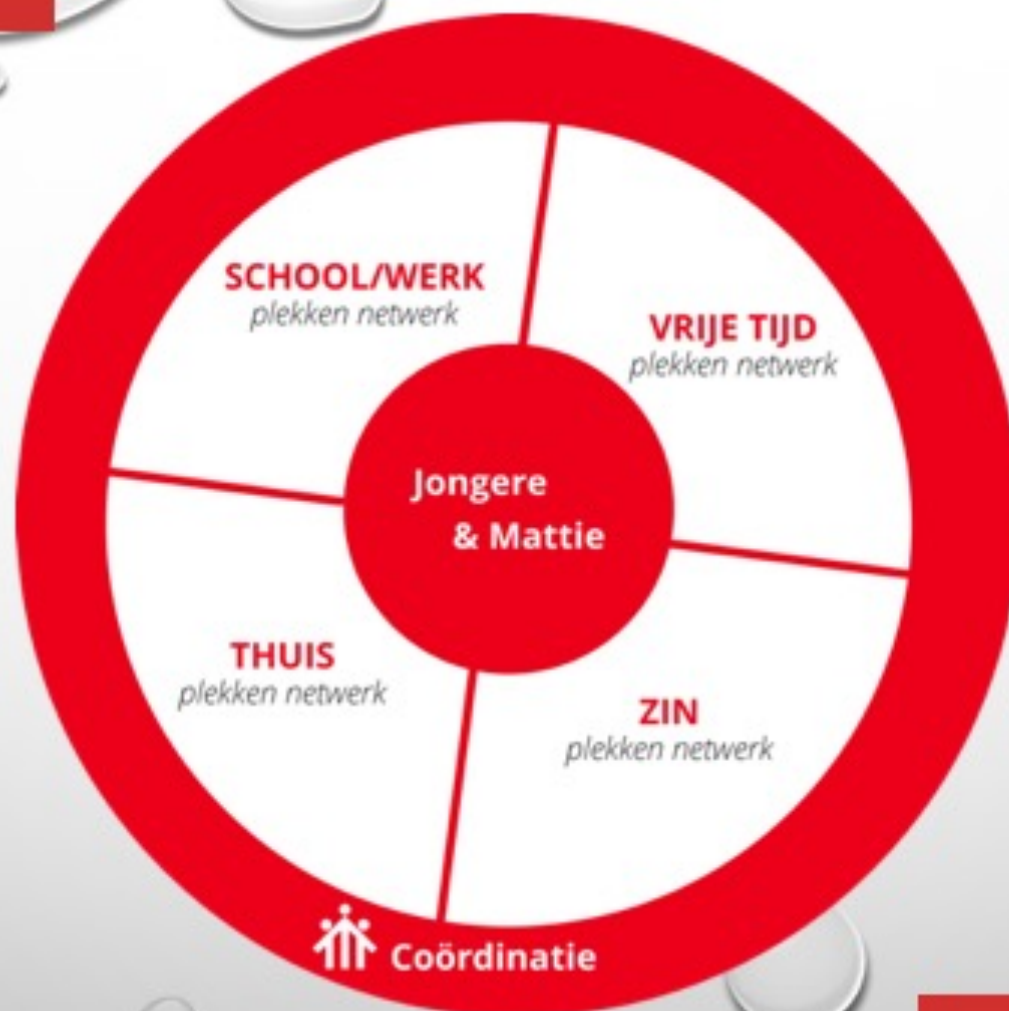 SCHOOL/WERK
plekken netwerk
VRIJE TIJD
plekken netwerk
Jongere
& Mattie
THUIS
plekken netwerk
ZIN
plekken netwerk
Coördinatie